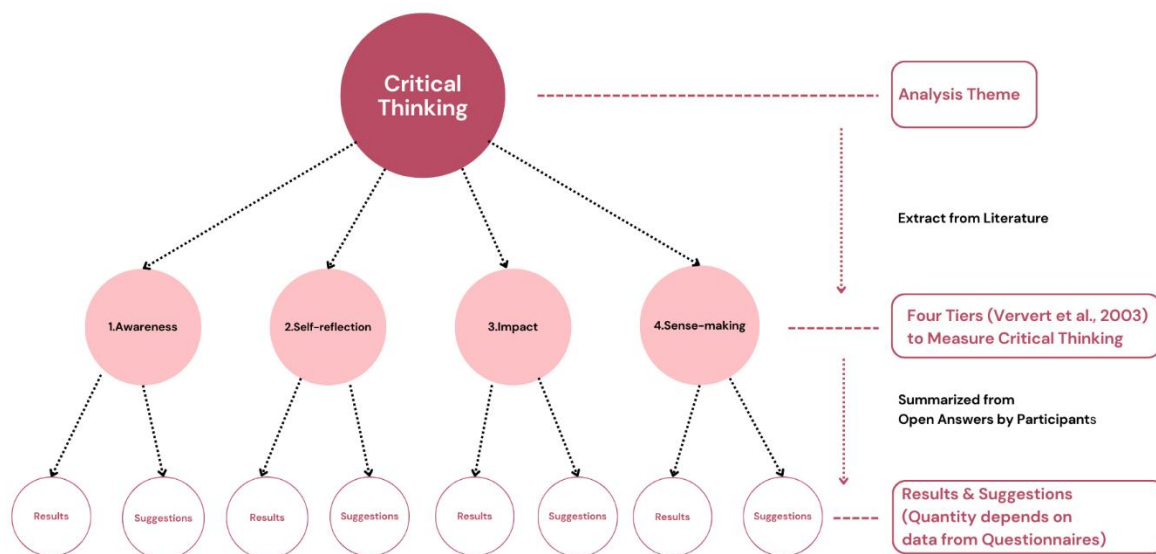 Critical
Thinking
Analysis Theme
Extract from Literature
1.Awareness
2.Self-reflection
3.Impact
4.Sense-making
Four Tiers (Ververt et al., 2003)
to Measure Critical Thinking
Summarized from
Open Answers by Participants
Results
Suggestions
Results
Suggestions
Results
Suggestions
Results
Suggestions
Results & Suggestions
(Quantity depends on
data from Questionnaires)